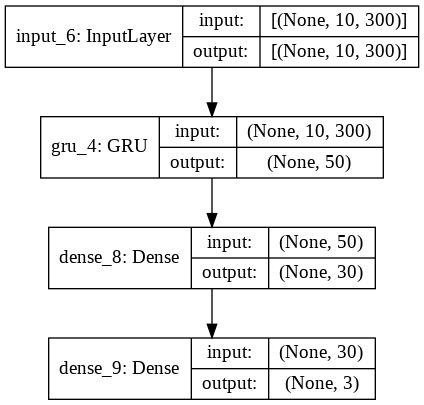 input_6: InputLayer
input: [(None, 10, 300)]
output: [(None, 10, 300)]
gru_4: GRU
input: (None, 10, 300)
output: (None, 50)
dense_8: Dense
input: (None, 50)
output: (None, 30)
dense_9: Dense
input: (None, 30)
output: (None, 3)